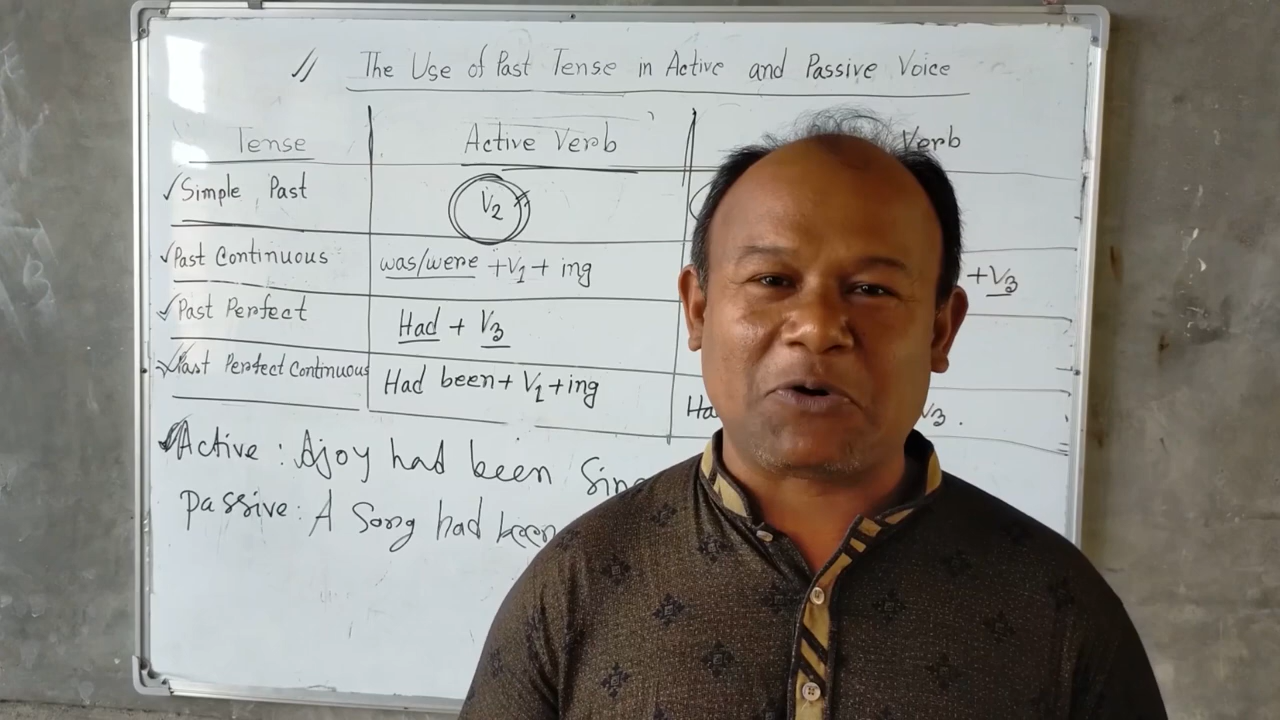 The Use of Past Tense in Active and Passive Voice
Tense Active Verb Verb
Simple Past V2
Past Continuous was/were +V1 + ing +V3
Past Perfect Had + V3
Past Perfect Continuous Had been + V1 + ing V3.
Active : Ajoy had been
Passive: A Song had been